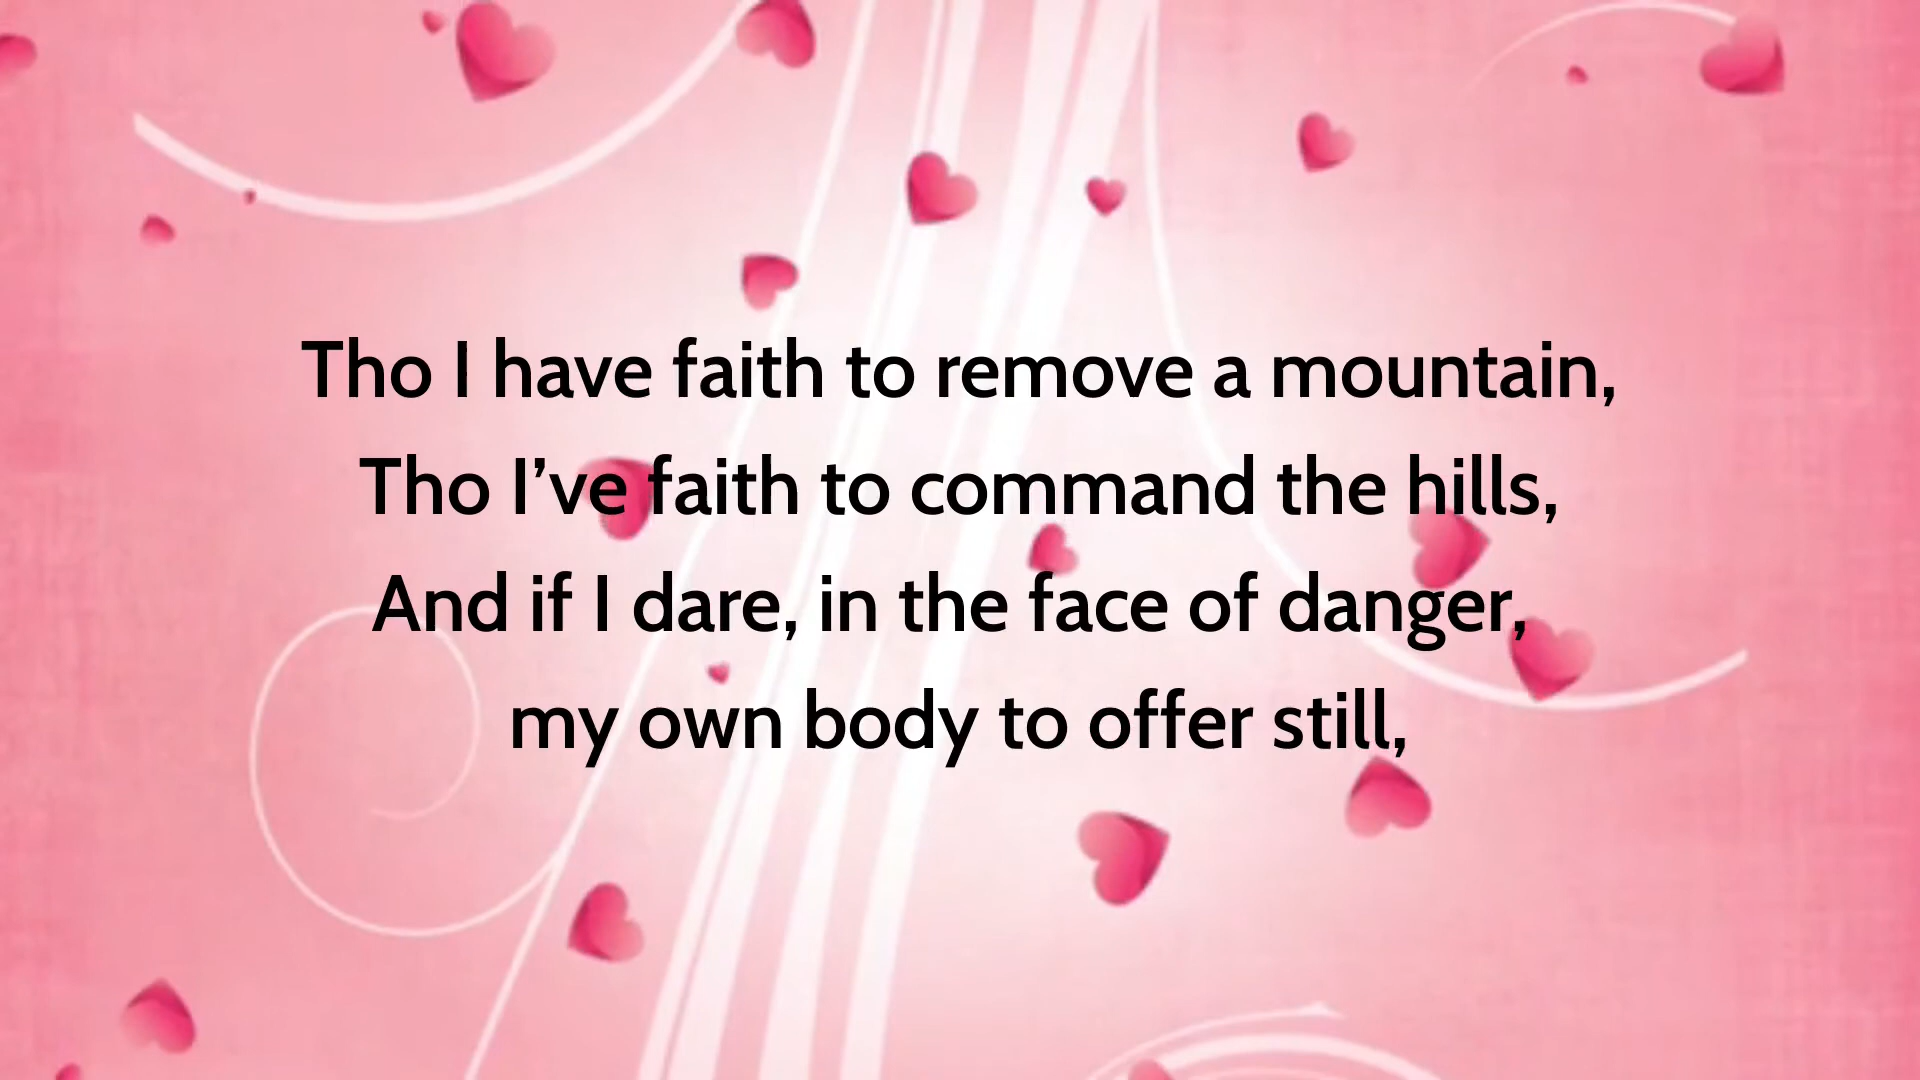 Tho I have faith to remove a mountain,
Tho I’ve faith to command the hills,
And if I dare, in the face of danger,
my own body to offer still,